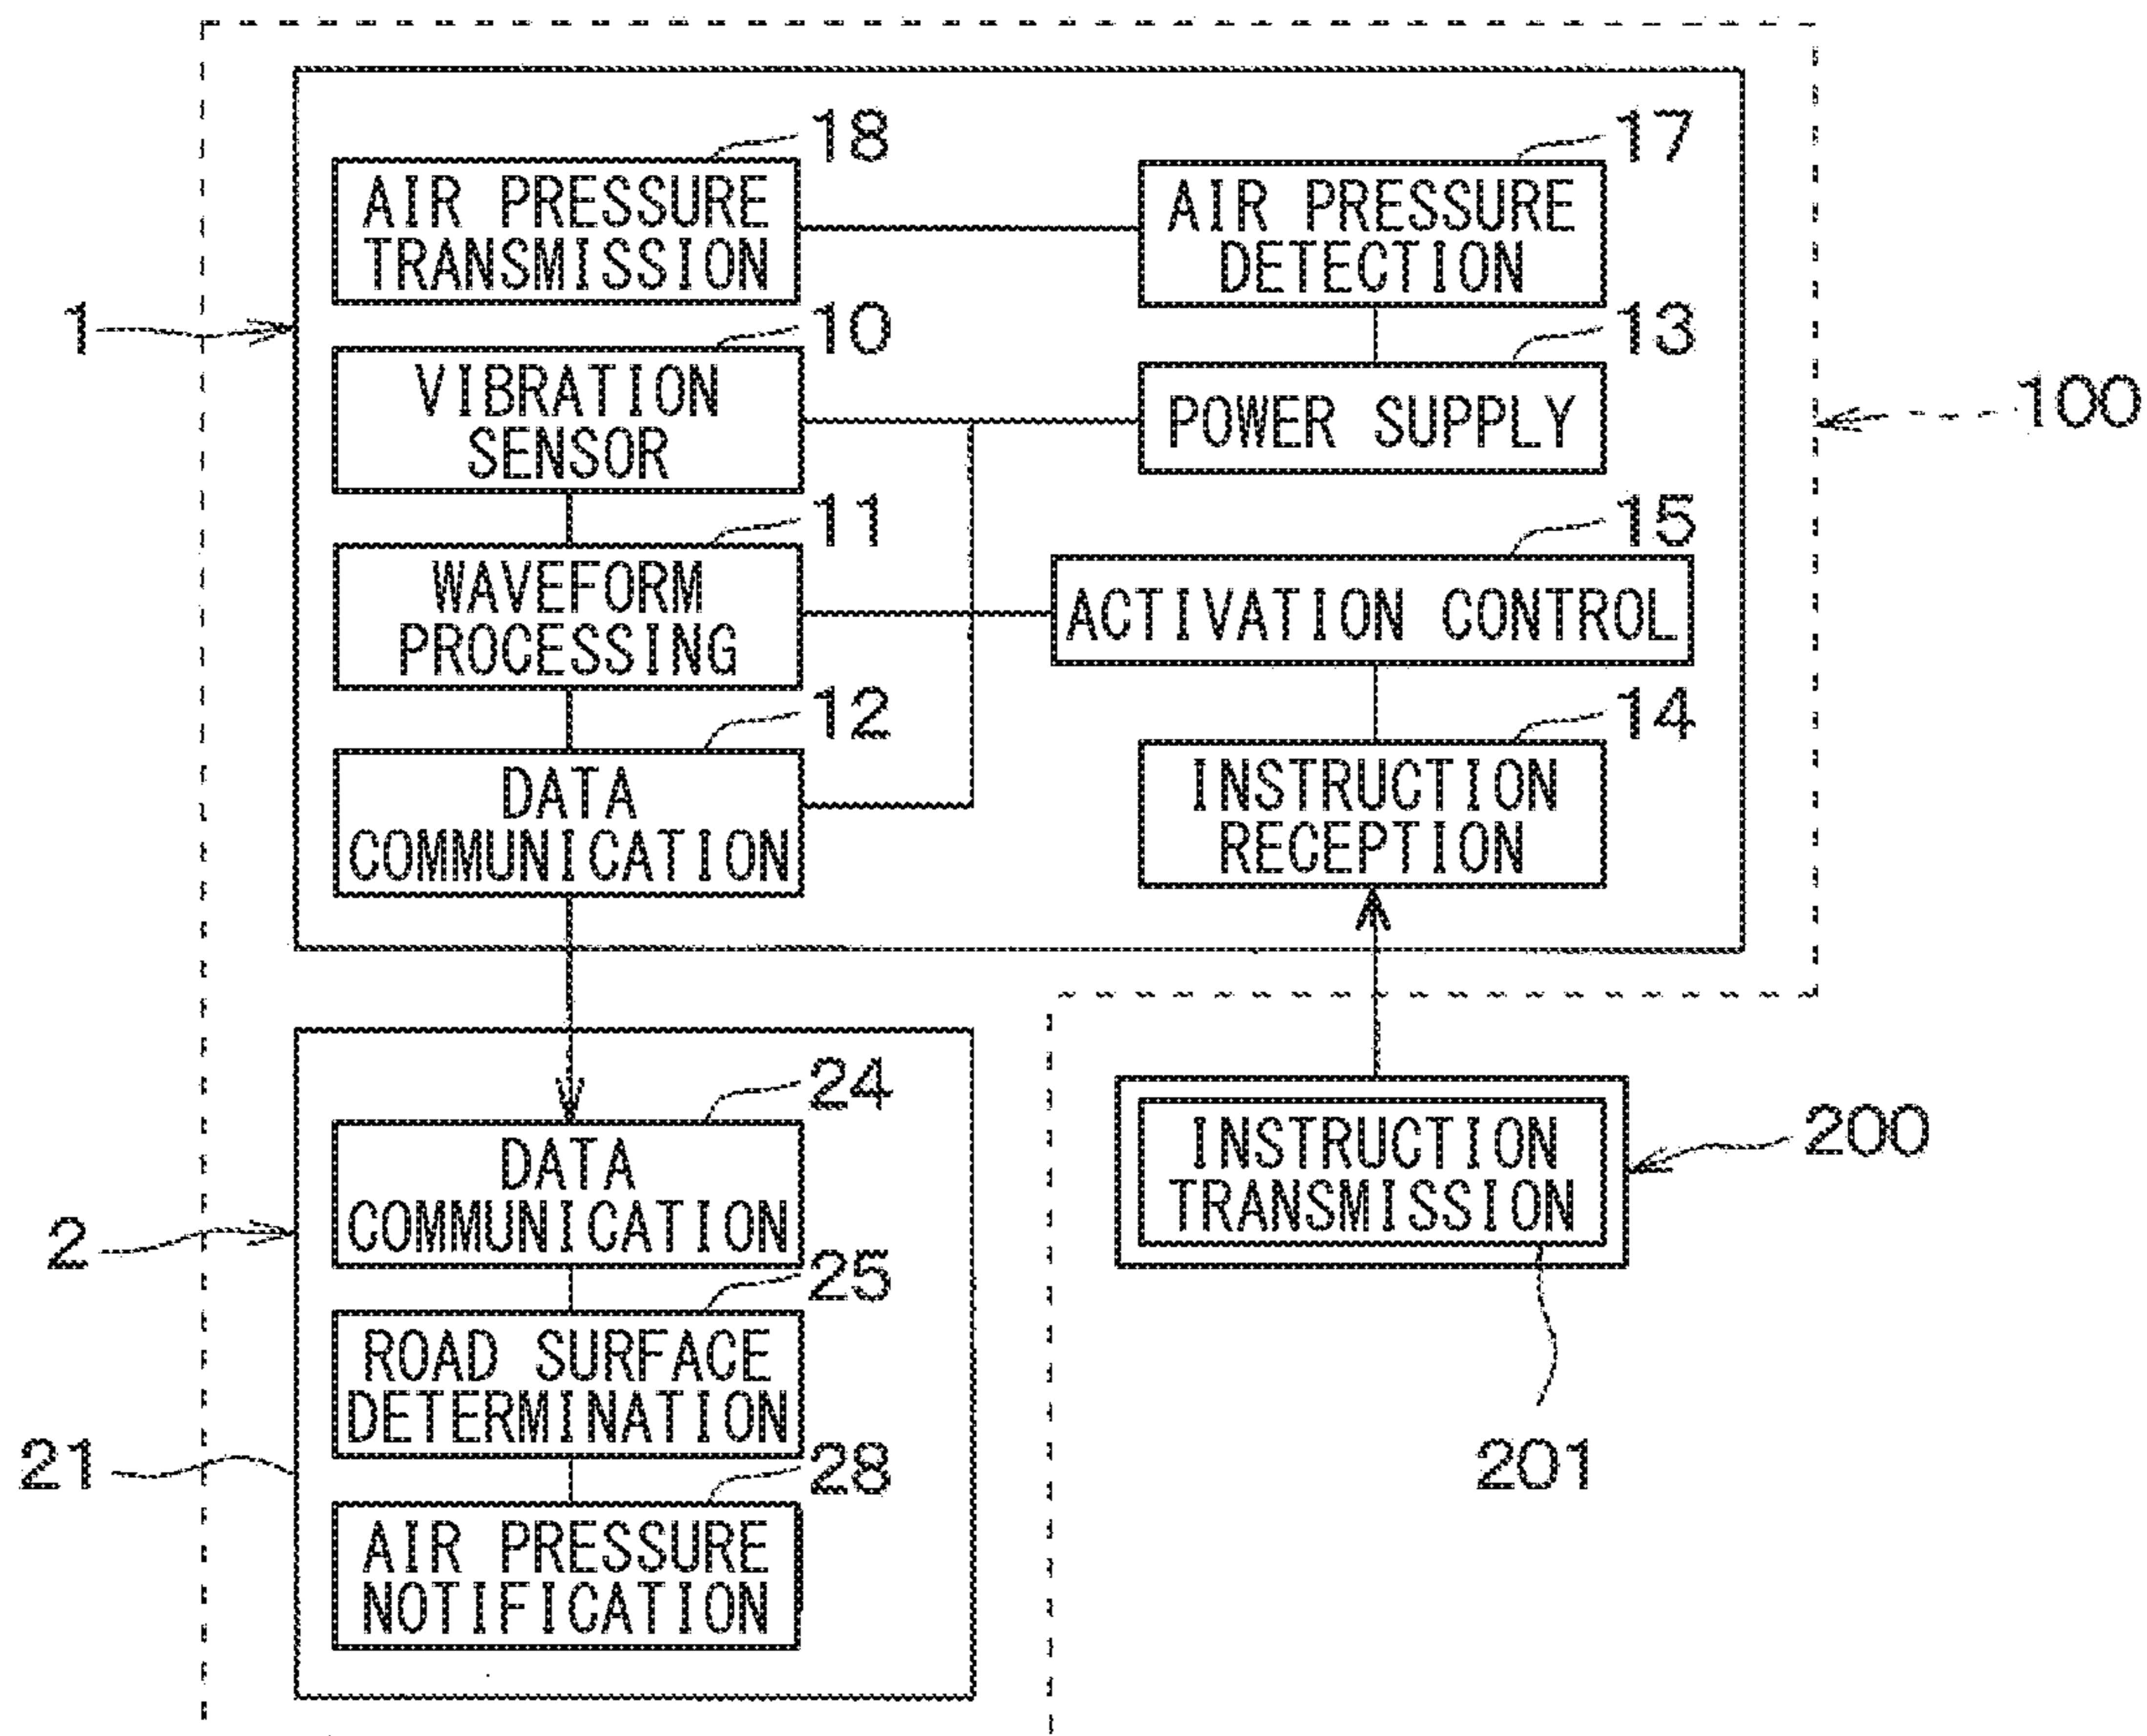 18
17
AIR PRESSURE
TRANSMISSION
AIR PRESSURE
DETECTION
1
10
13
VIBRATION
SENSOR
POWER SUPPLY
100
11
15
WAVEFORM
PROCESSING
ACTIVATION CONTROL
12
14
DATA
COMMUNICATION
INSTRUCTION
RECEPTION
24
DATA
COMMUNICATION
INSTRUCTION
TRANSMISSION
200
2
25
ROAD SURFACE
DETERMINATION
201
21
28
AIR PRESSURE
NOTIFICATION